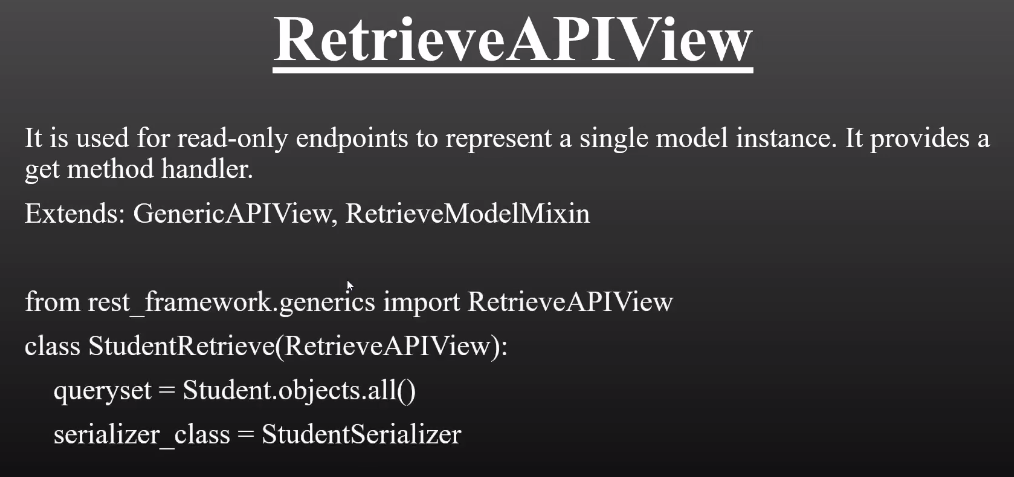 RetrieveAPIView
It is used for read-only endpoints to represent a single model instance. It provides a
get method handler.
Extends: GenericAPIView, RetrieveModelMixin
from rest_framework.generics import RetrieveAPIView
class StudentRetrieve(RetrieveAPIView):
queryset = Student.objects.all()
serializer_class = StudentSerializer